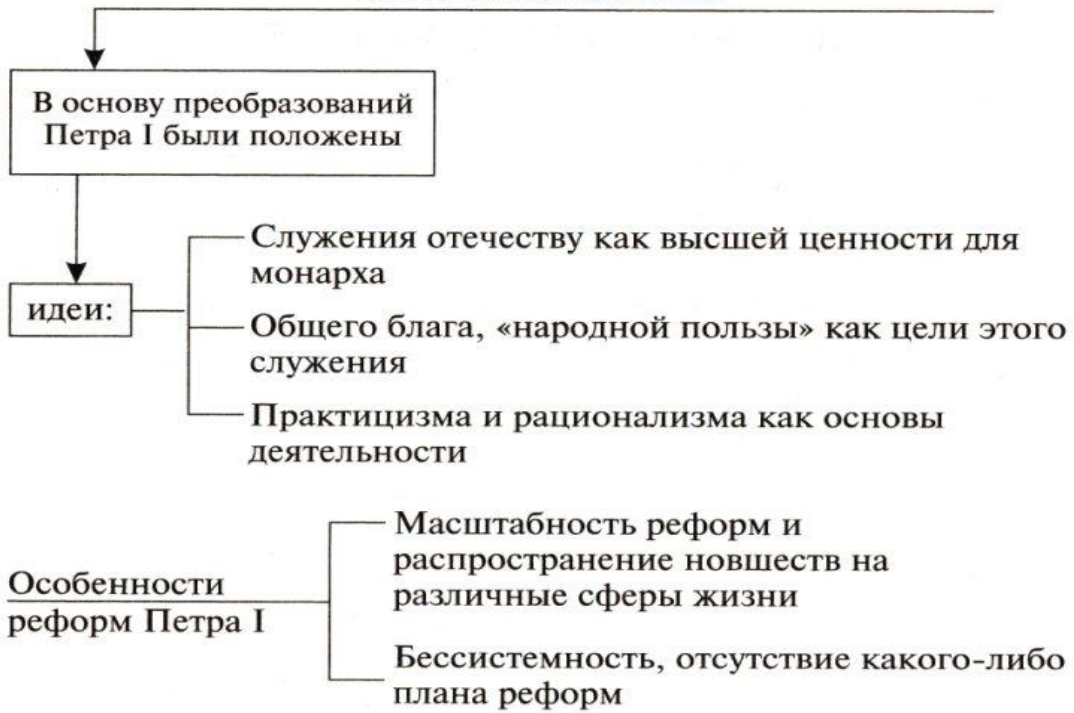 В основу преобразований
Петра I были положены
идеи:
Служения отечеству как высшей ценности для
монарха
Общего блага, «народной пользы» как цели этого
служения
Практицизма и рационализма как основы
деятельности
Особенности
реформ Петра I
Масштабность реформ и
распространение новшеств на
различные сферы жизни
Бессистемность, отсутствие какого-либо
плана реформ